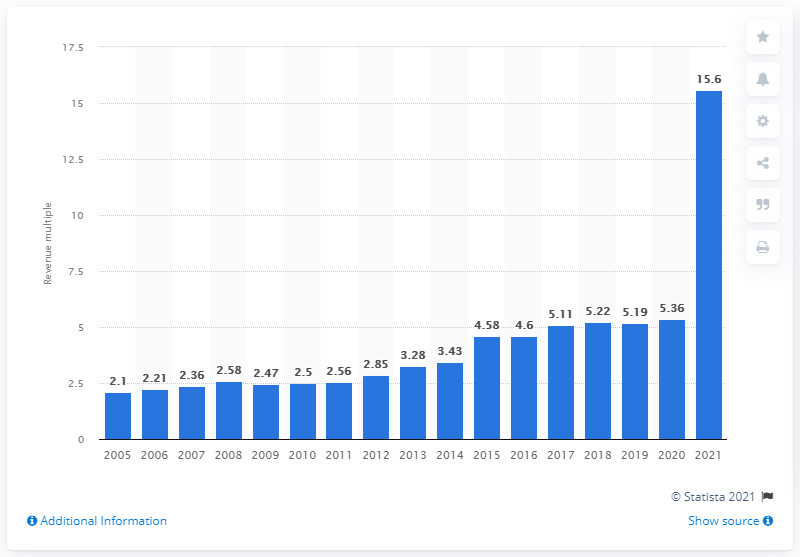 17.5
15
12.5
10
7.5
5
2.5
0
Revenue multiple
2.1 2.21 2.36 2.58 2.47 2.5 2.56 2.85 3.28 3.43 4.58 4.6 5.11 5.22 5.19 5.36 15.6
2005 2006 2007 2008 2009 2010 2011 2012 2013 2014 2015 2016 2017 2018 2019 2020 2021
© Statista 2021
Additional Information
Show source